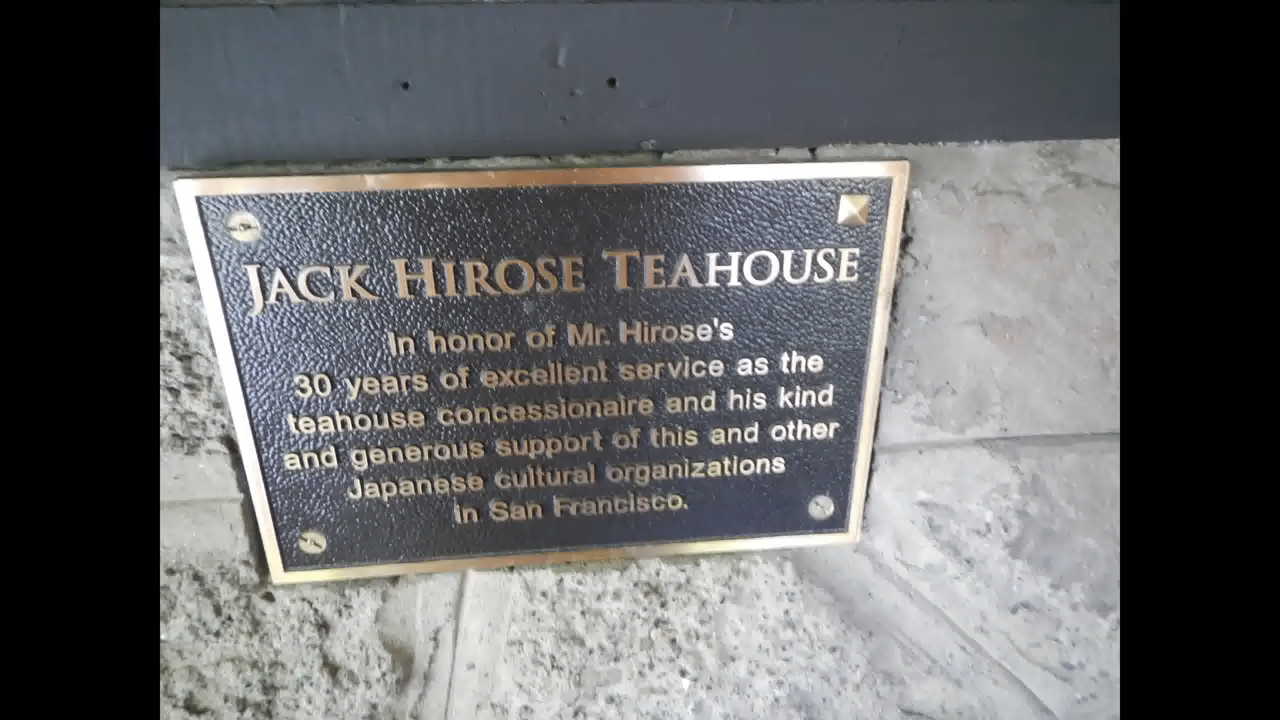 JACK HIROSE TEAHOUSE
In honor of Mr. Hirose's
30 years of excellent service as the
teahouse concessionaire and his kind
and generous support of this and other
Japanese cultural organizations
in San Francisco.